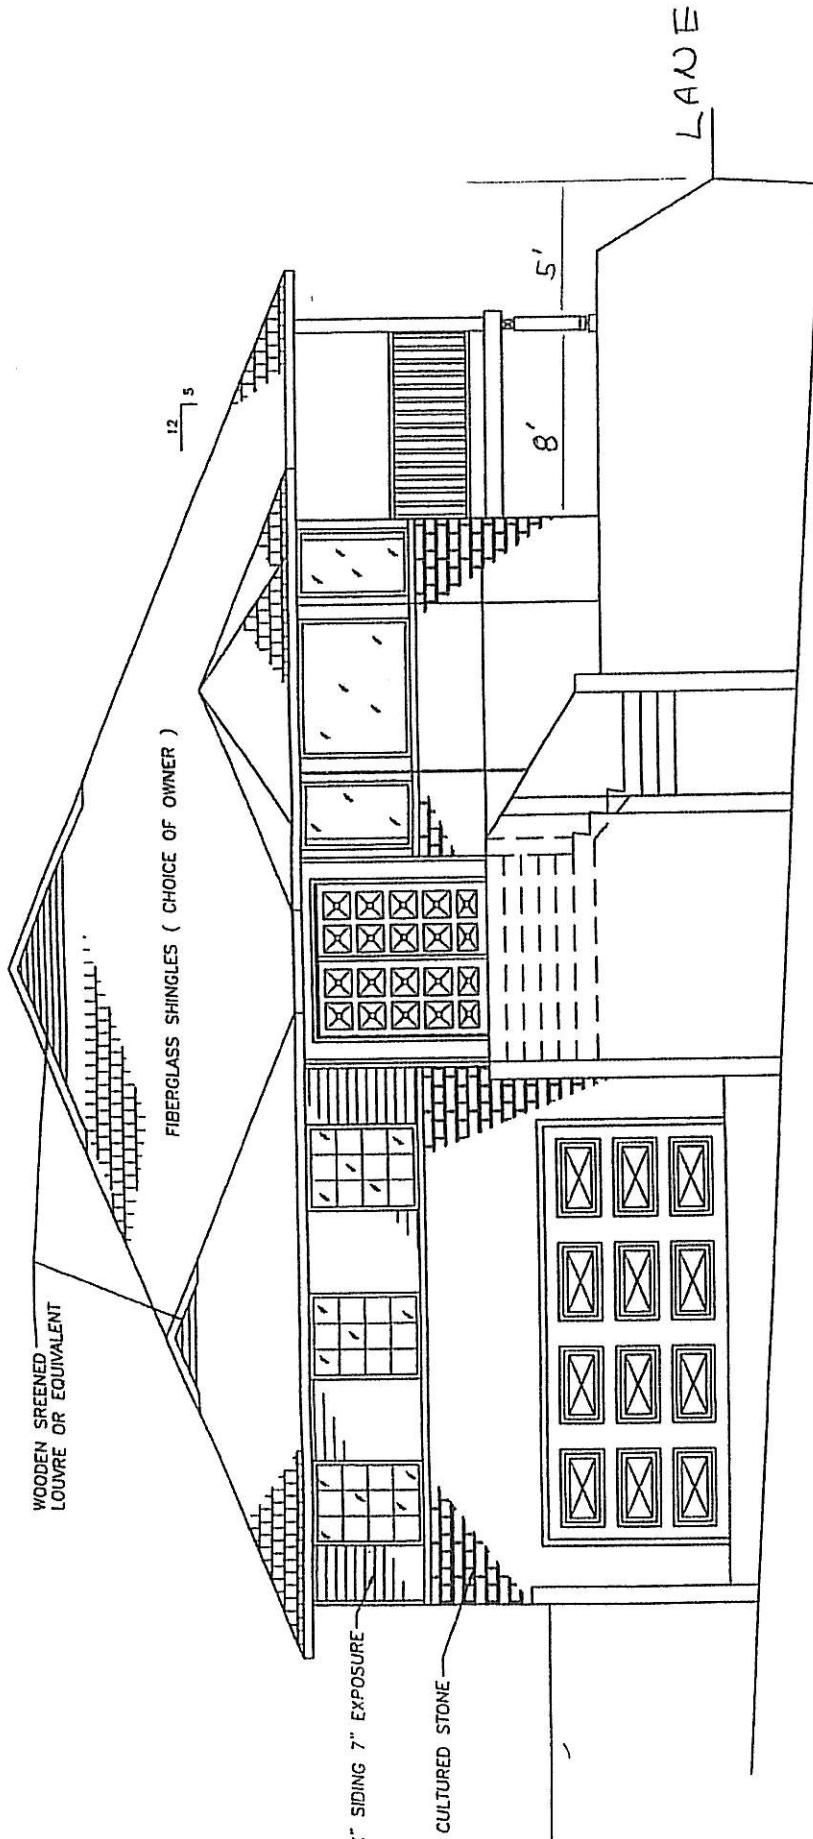 WOODEN SREENED
LOUVRE OR EQUIVALENT
FIBERGLASS SHINGLES ( CHOICE OF OWNER )
12
5
" SIDING 7" EXPOSURE
CULTURED STONE
8'
5'
LANE